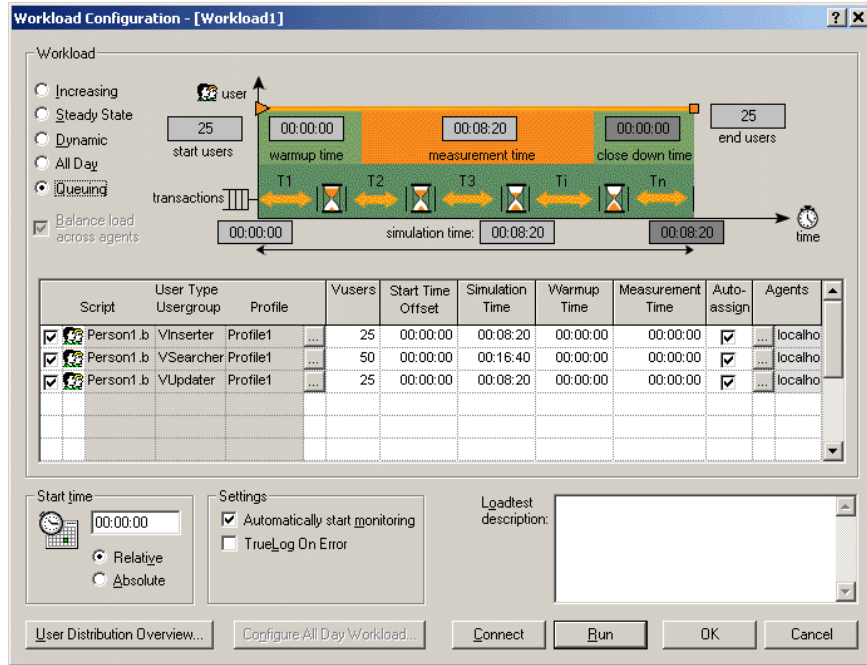 Workload Configuration - [Workload1]
Workload
Increasing
Steady State
Dynamic
All Day
Queuing
Balance load
across agents
user
25
start users
00:00:00
warmup time
00:08:20
measurement time
00:00:00
close down time
25
end users
transactions
T1
T2
T3
Ti
Tn
00:00:00
simulation time:
00:08:20
00:08:20
time
Script
User Type
Usergroup
Profile
Vusers
Start Time
Offset
Simulation
Time
Warmup
Time
Measurement
Time
Auto-
assign
Agents
Person1.b VInserter Profile1 ... 25 00:00:00 00:08:20 00:00:00 00:00:00 ... localho
Person1.b VSearcher Profile1 ... 50 00:00:00 00:16:40 00:00:00 00:00:00 ... localho
Person1.b VUpdater Profile1 ... 25 00:00:00 00:08:20 00:00:00 00:00:00 ... localho
Start time
00:00:00
Relative
Absolute
Settings
Automatically start monitoring
TrueLog On Error
Loadtest
description:
User Distribution Overview...
Configure All Day Workload...
Connect
Run
OK
Cancel